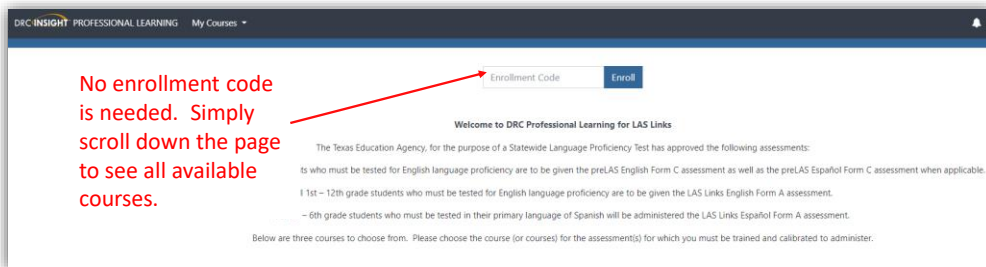 DRC INSIGHT PROFESSIONAL LEARNING My Courses
Enrollment Code Enroll
No enrollment code
is needed. Simply
scroll down the page
to see all available
courses.
Welcome to DRC Professional Learning for LAS Links
The Texas Education Agency, for the purpose of a Statewide Language Proficiency Test has approved the following assessments:
ts who must be tested for English language proficiency are to be given the preLAS English Form C assessment as well as the preLAS Español Form C assessment when applicable.
1st – 12th grade students who must be tested for English language proficiency are to be given the LAS Links English Form A assessment.
– 6th grade students who must be tested in their primary language of Spanish will be administered the LAS Links Español Form A assessment.
Below are three courses to choose from. Please choose the course (or courses) for the assessment(s) for which you must be trained and calibrated to administer.